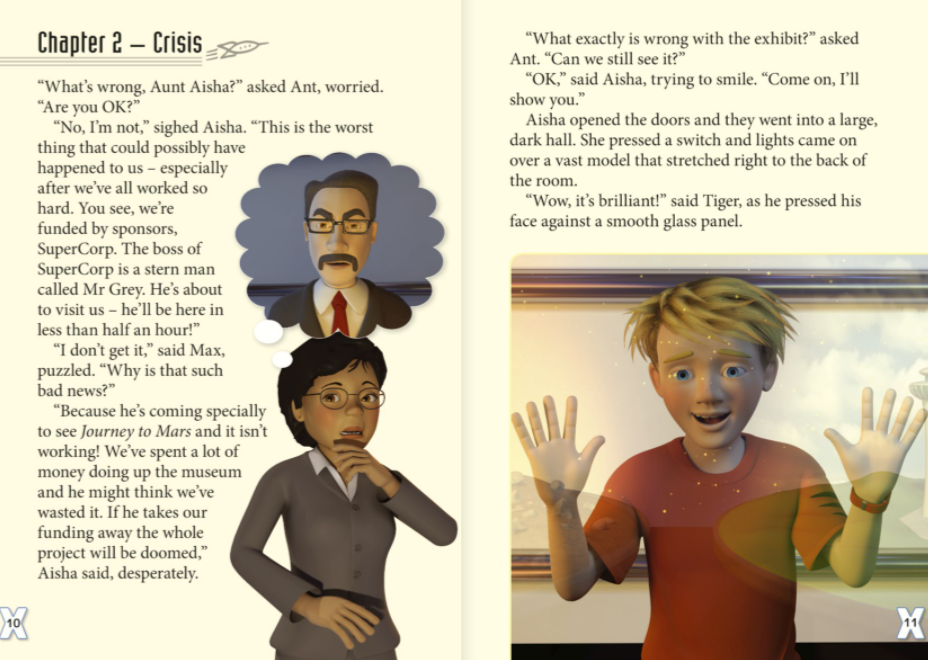 Chapter 2 – Crisis
“What’s wrong, Aunt Aisha?” asked Ant, worried.
“Are you OK?”
“No, I’m not,” sighed Aisha. “This is the worst
thing that could possibly have
happened to us – especially
after we’ve all worked so
hard. You see, we’re
funded by sponsors,
SuperCorp. The boss of
SuperCorp is a stern man
called Mr Grey. He’s about
to visit us – he’ll be here in
less than half an hour!”
“I don’t get it,” said Max,
puzzled. “Why is that such
bad news?”
“Because he’s coming specially
to see Journey to Mars and it isn’t
working! We’ve spent a lot of
money doing up the museum
and he might think we’ve
wasted it. If he takes our
funding away the whole
project will be doomed,”
Aisha said, desperately.
10
“What exactly is wrong with the exhibit?” asked
Ant. “Can we still see it?”
“OK,” said Aisha, trying to smile. “Come on, I’ll
show you.”
Aisha opened the doors and they went into a large,
dark hall. She pressed a switch and lights came on
over a vast model that stretched right to the back of
the room.
“Wow, it’s brilliant!” said Tiger, as he pressed his
face against a smooth glass panel.
11